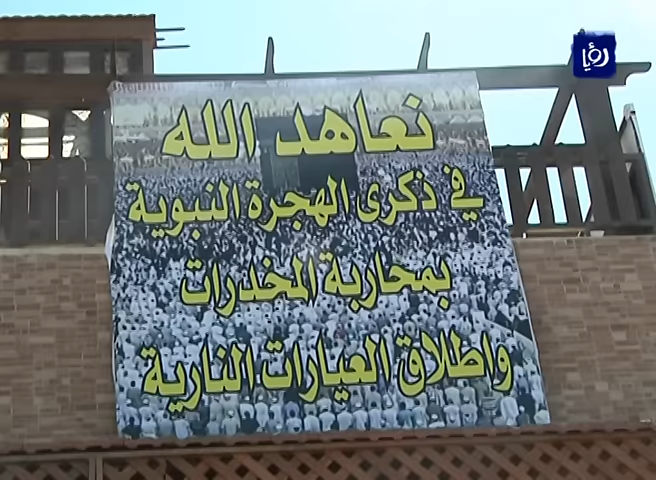 رؤيا
نعاهد الله
في ذكرى الهجرة النبوية
بمحاربة المخدرات
واطلاق العيارات النارية